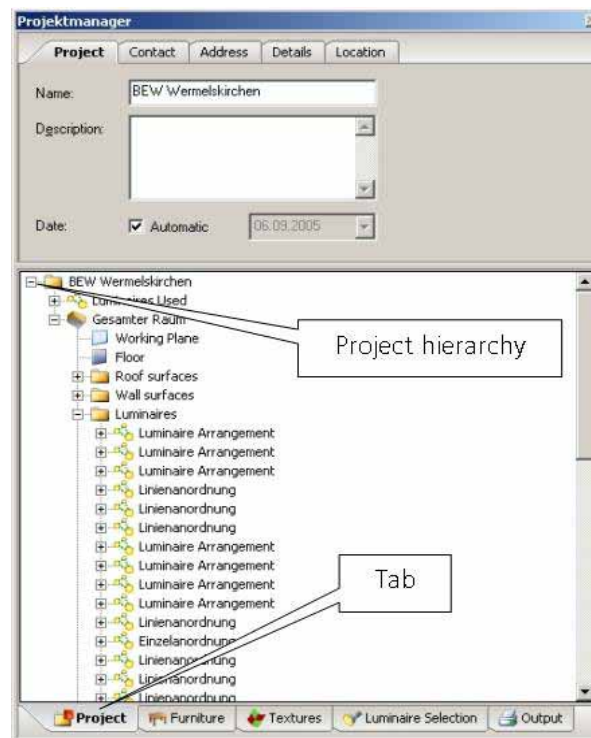 Projektmanager
Project Contact Address Details Location
Name: BEW Wermelskirchen
Description:
Date: Automatic 06.09.2005
BEW Wermelskirchen
Luminaires Used
Gesamter Raum
Working Plane
Floor
Roof surfaces
Wall surfaces
Luminaires
Luminaire Arrangement
Luminaire Arrangement
Luminaire Arrangement
Linienanordnung
Linienanordnung
Linienanordnung
Luminaire Arrangement
Luminaire Arrangement
Luminaire Arrangement
Luminaire Arrangement
Linienanordnung
Einzelanordnung
Linienanordnung
Linienanordnung
Linienanordnung
Project hierarchy
Tab
Project Furniture Textures Luminaire Selection Output